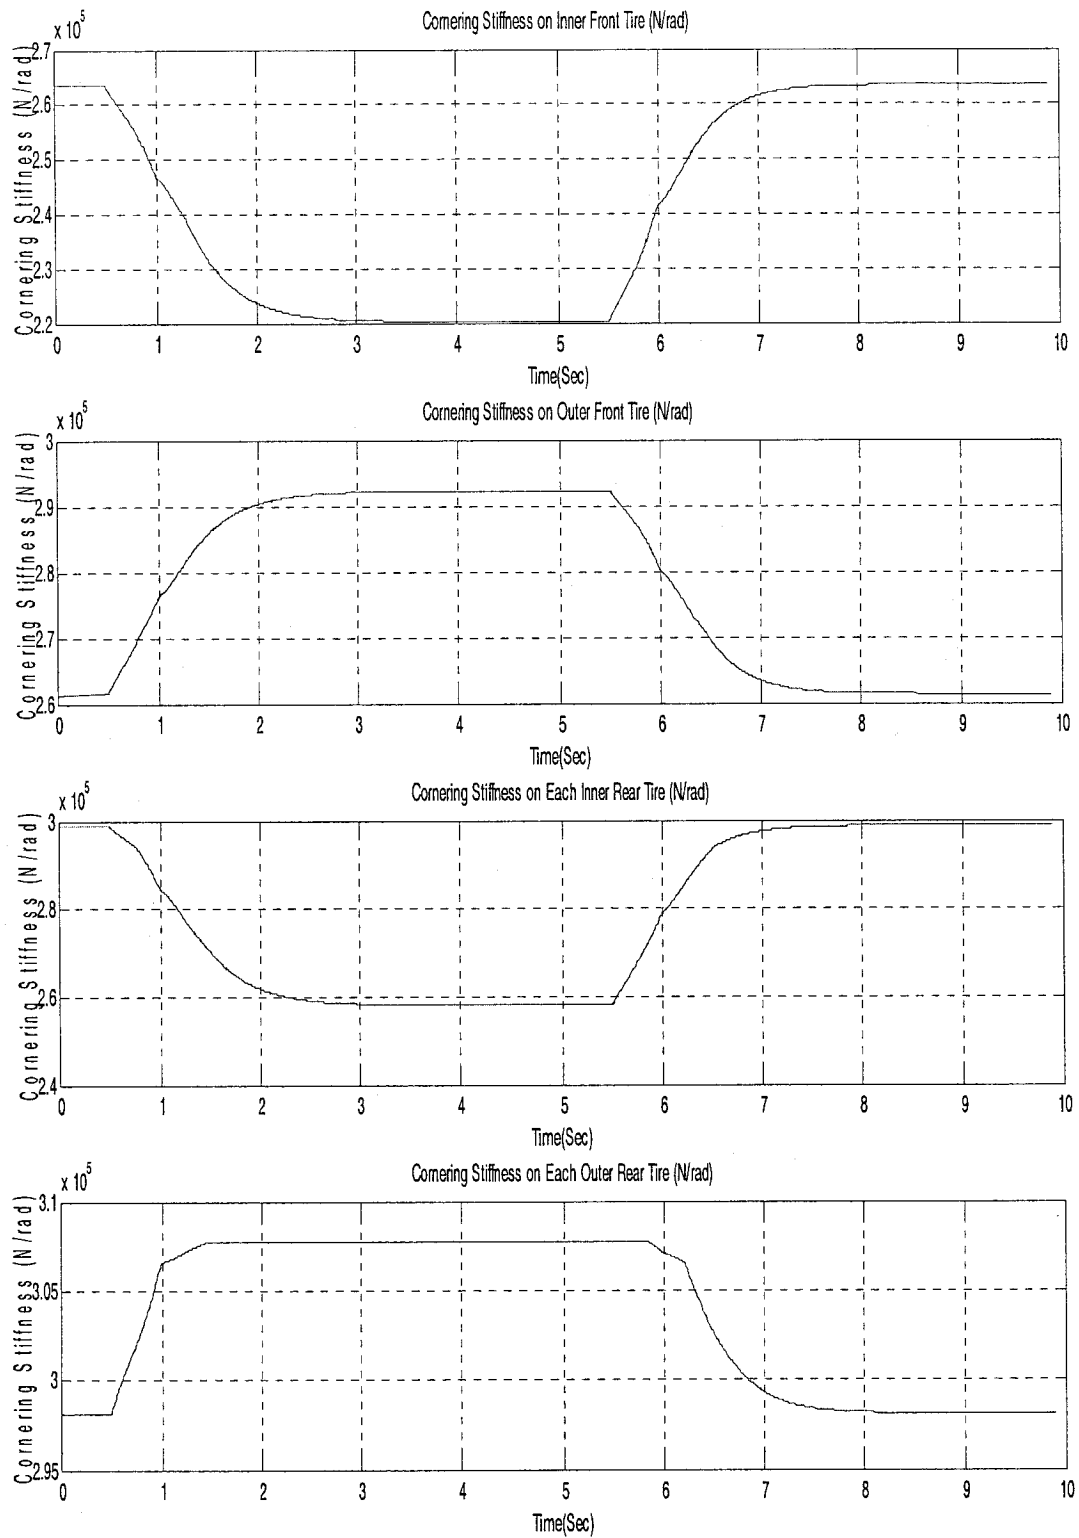 Cornering Stiffness on Inner Front Tire (N/rad)
x 10^5
Cornering Stiffness (N/rad)
2.7
2.6
2.5
2.4
2.3
2.2
0 1 2 3 4 5 6 7 8 9 10
Time(Sec)
Cornering Stiffness on Outer Front Tire (N/rad)
x 10^5
Cornering Stiffness (N/rad)
3
2.9
2.8
2.7
2.6
0 1 2 3 4 5 6 7 8 9 10
Time(Sec)
Cornering Stiffness on Each Inner Rear Tire (N/rad)
x 10^5
Cornering Stiffness (N/rad)
3
2.8
2.6
2.4
0 1 2 3 4 5 6 7 8 9 10
Time(Sec)
Cornering Stiffness on Each Outer Rear Tire (N/rad)
x 10^5
Cornering Stiffness (N/rad)
3.1
3.05
3
2.95
0 1 2 3 4 5 6 7 8 9 10
Time(Sec)